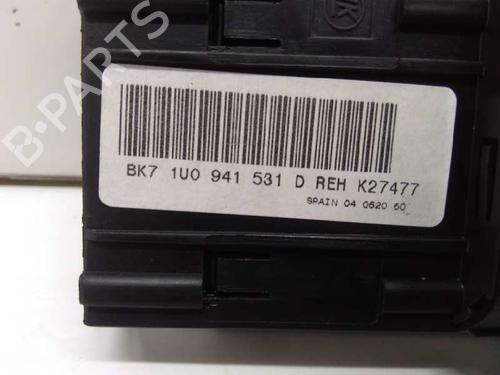 K
BK7 1U0 941 531 D REH K27477
SPAIN 04 0620 60
B-PARTS